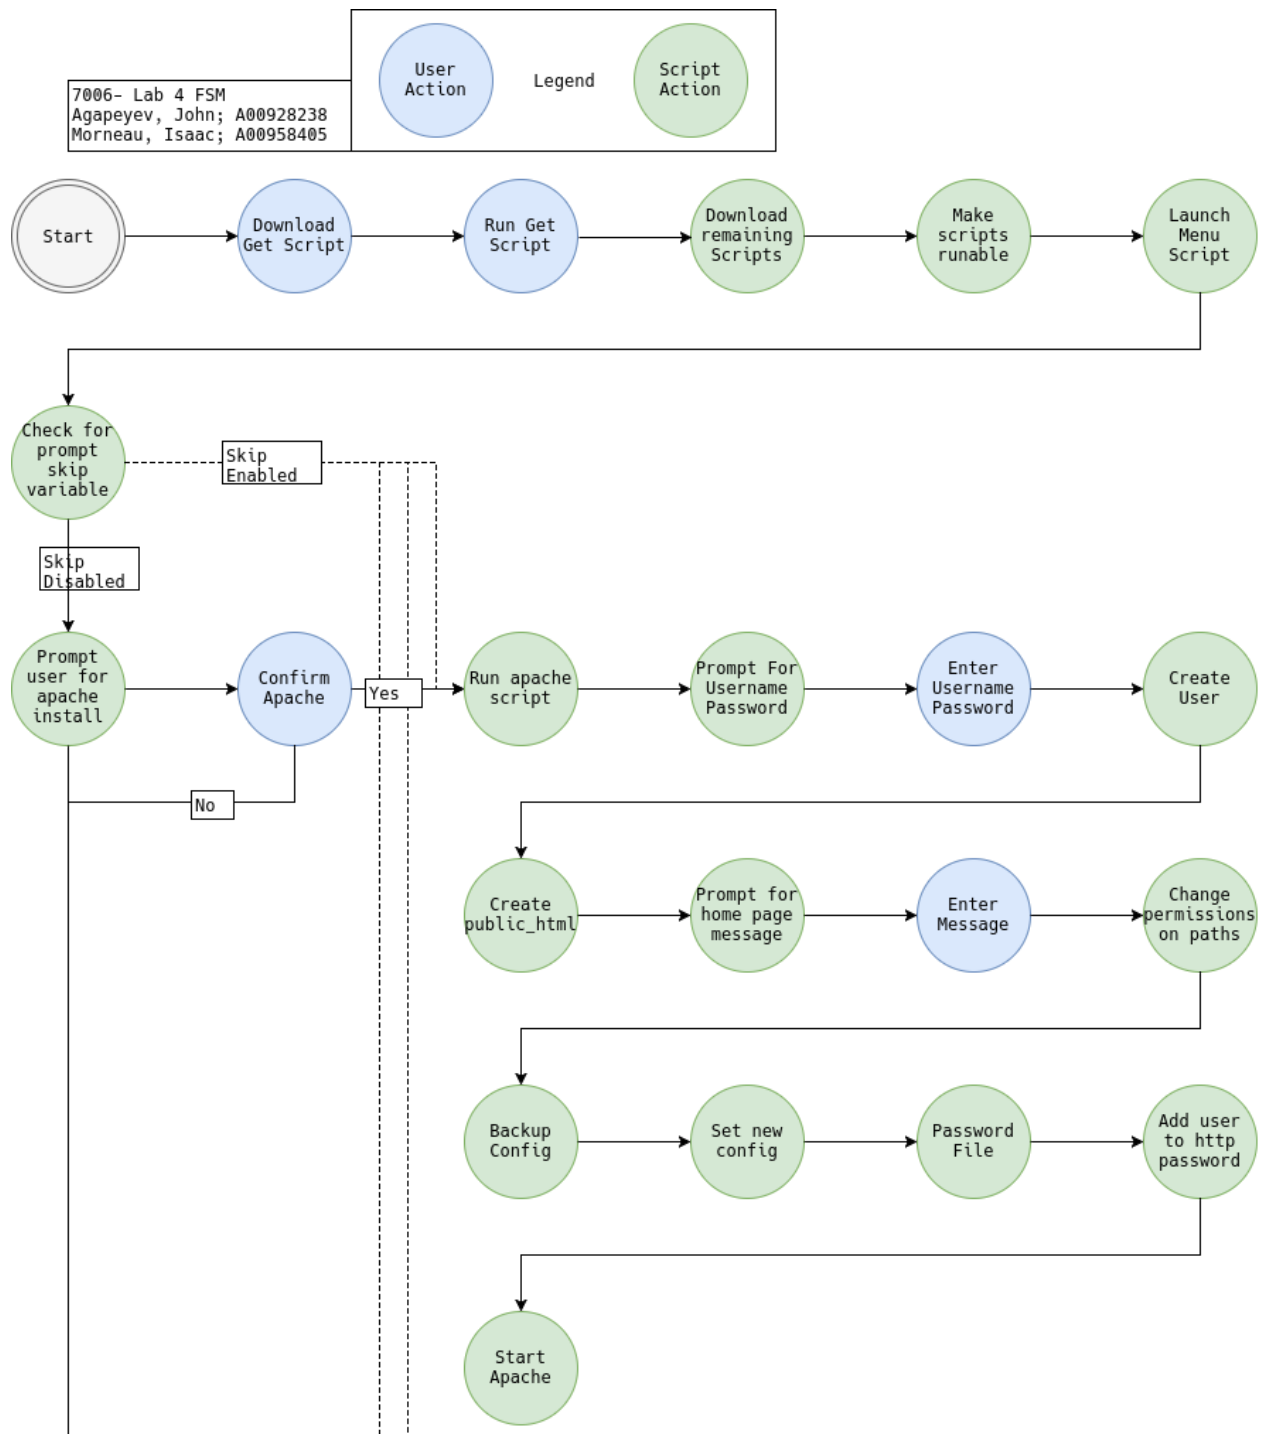 User
Action
Legend
Script
Action
7006- Lab 4 FSM
Agapeyev, John; A00928238
Morneau, Isaac; A00958405
Start
Download
Get Script
Run Get
Script
Download
remaining
Scripts
Make
scripts
runable
Launch
Menu
Script
Check for
prompt
skip
variable
Skip
Enabled
Skip
Disabled
Prompt
user for
apache
install
Confirm
Apache
Yes
Run apache
script
Prompt For
Username
Password
Enter
Username
Password
Create
User
No
Create
public_html
Prompt for
home page
message
Enter
Message
Change
permissions
on paths
Backup
Config
Set new
config
Password
File
Add user
to http
password
Start
Apache